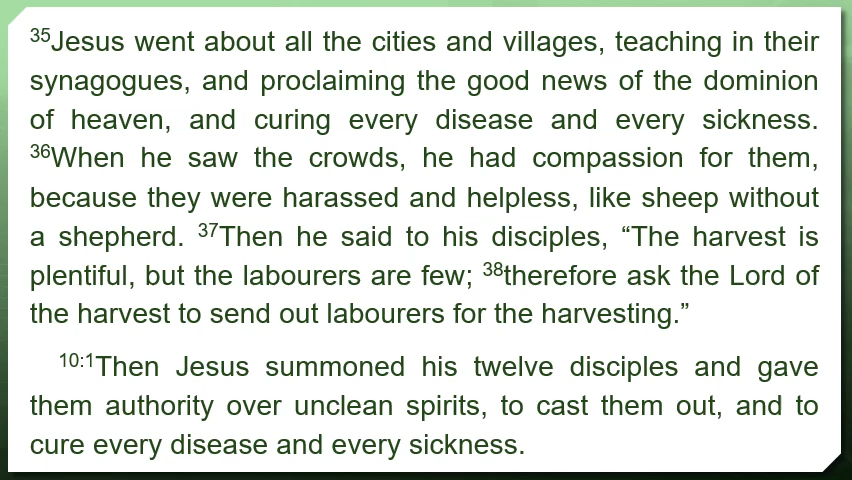 35Jesus went about all the cities and villages, teaching in their
synagogues, and proclaiming the good news of the dominion
of heaven, and curing every disease and every sickness.
36When he saw the crowds, he had compassion for them,
because they were harassed and helpless, like sheep without
a shepherd. 37Then he said to his disciples, “The harvest is
plentiful, but the labourers are few; 38therefore ask the Lord of
the harvest to send out labourers for the harvesting.”
10:1Then Jesus summoned his twelve disciples and gave
them authority over unclean spirits, to cast them out, and to
cure every disease and every sickness.